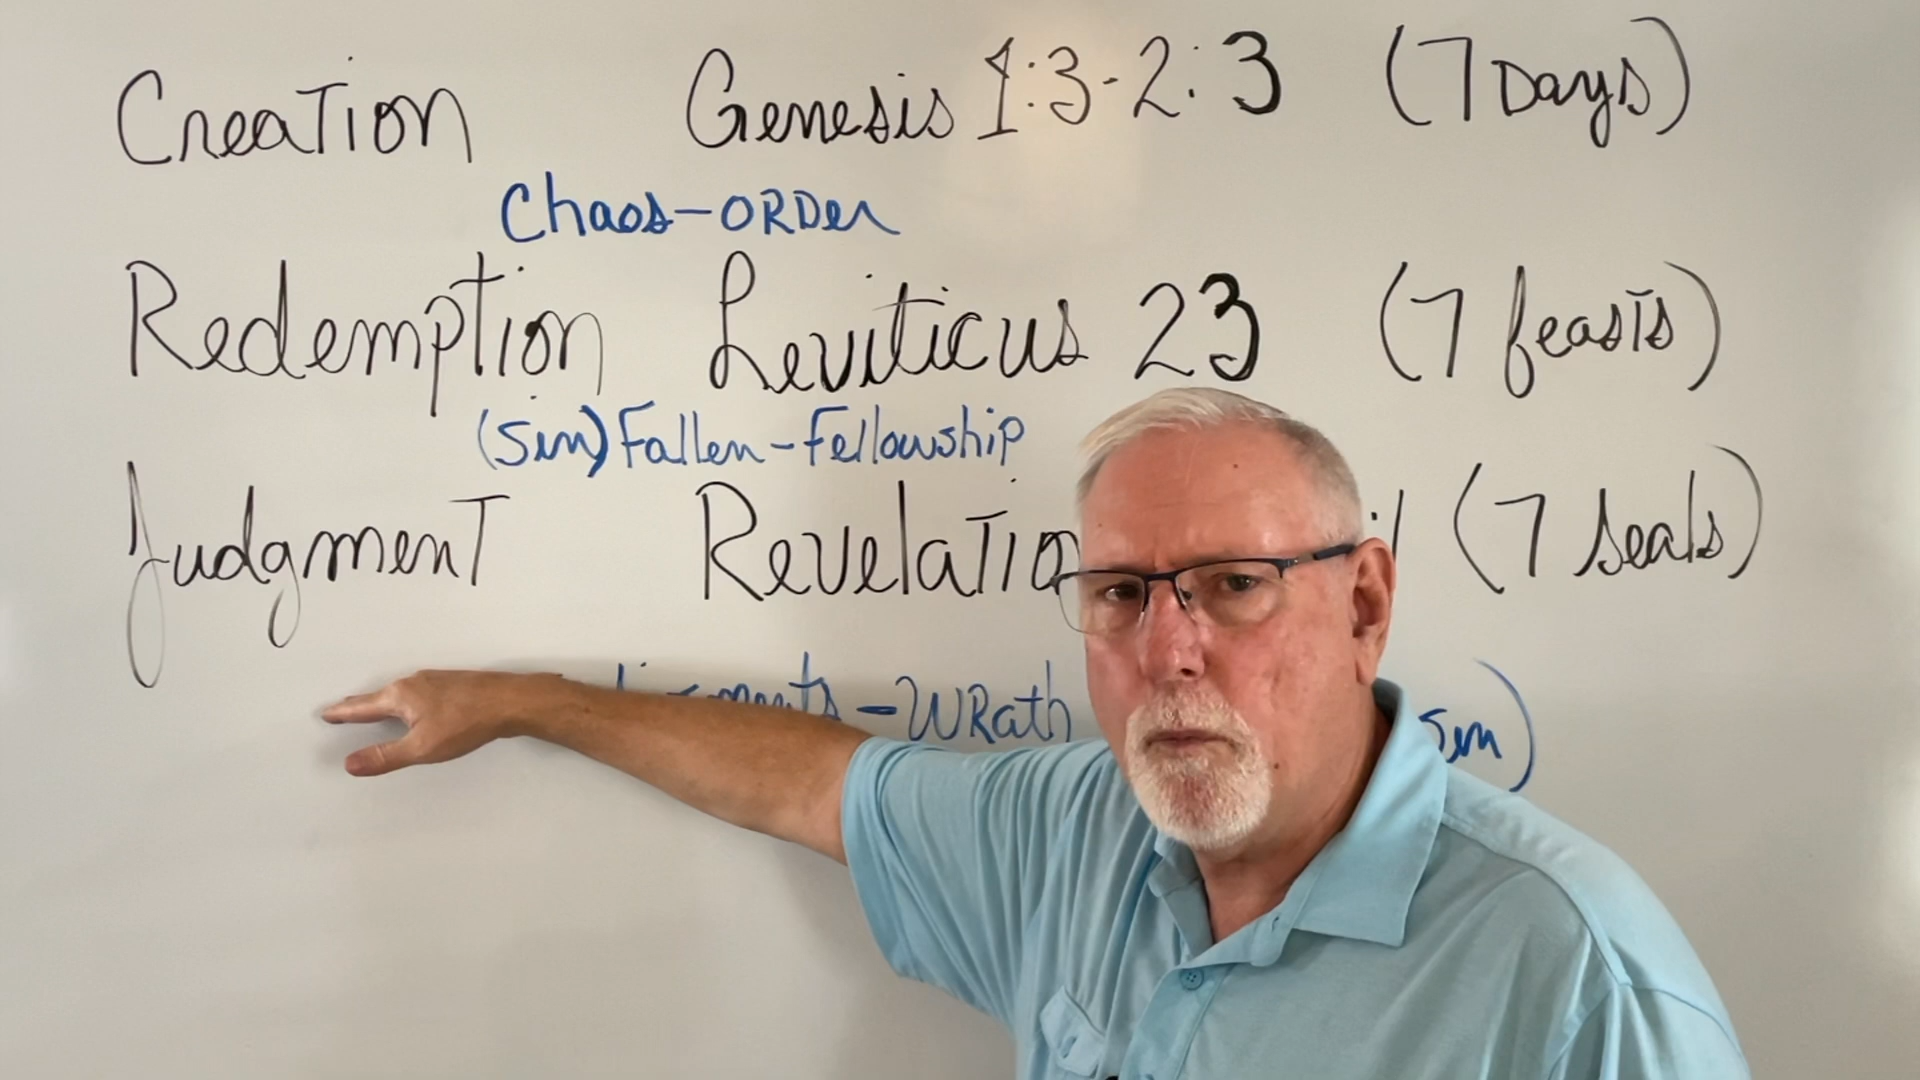 Creation Genesis 1:3-2:3 (7 Days)
Chaos-Order
Redemption Leviticus 23 (7 feasts)
(Sin) Fallen-Fellowship
Judgment Revelation (7 Seals)
-Wrath Sin)